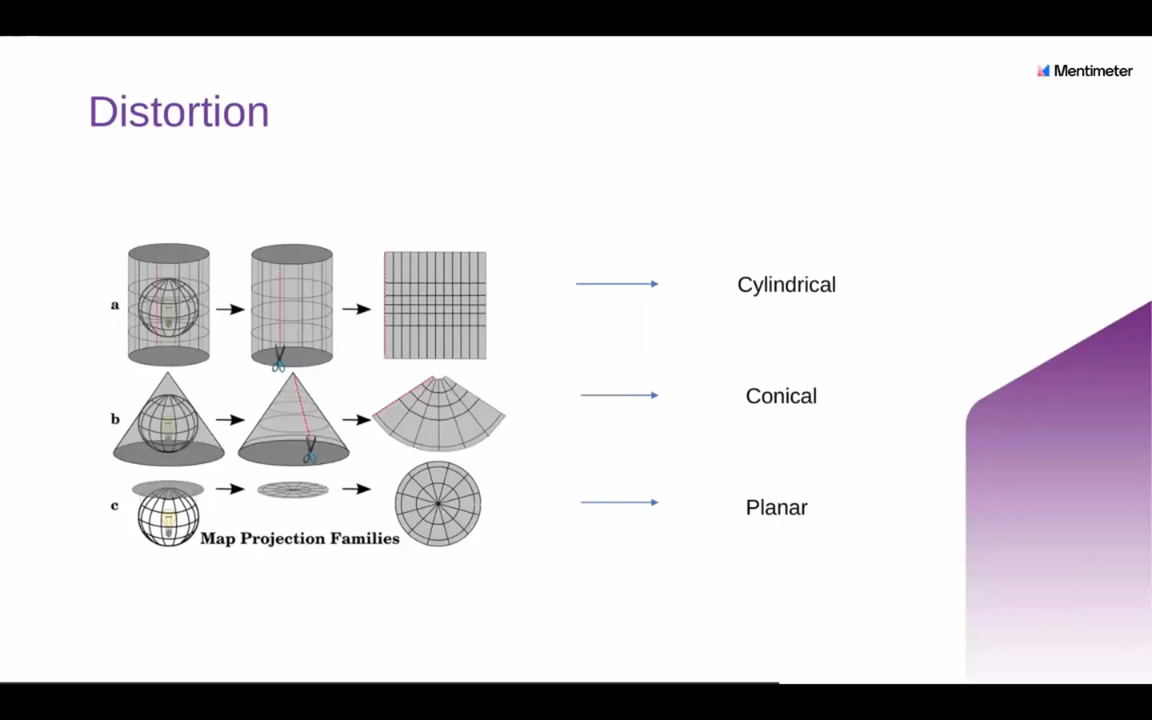 Mentimeter
Distortion
a
Cylindrical
b
Conical
c
Planar
Map Projection Families